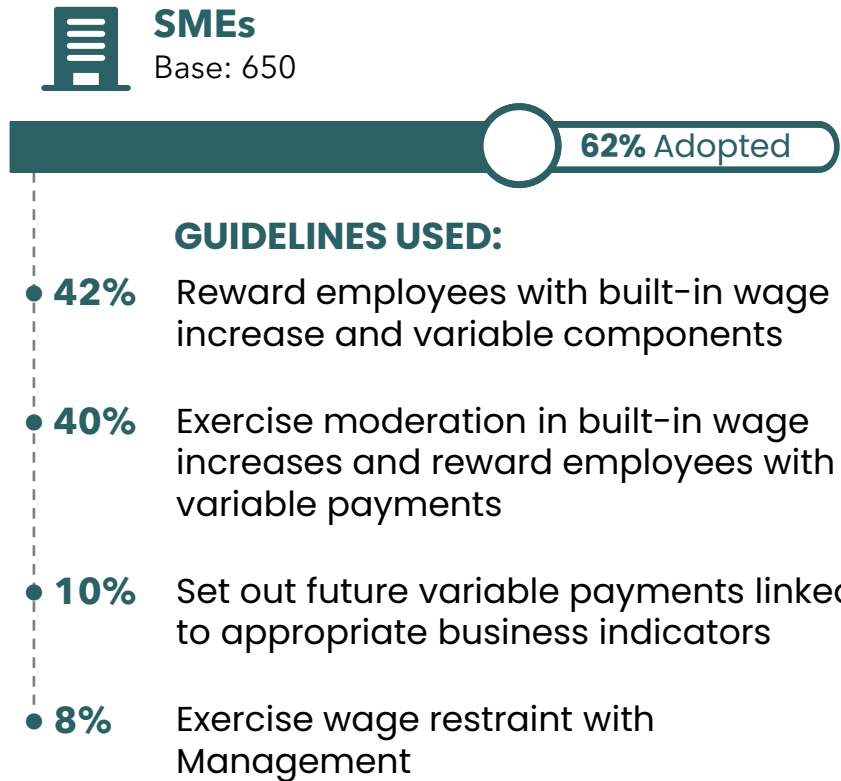 SMEs
Base: 650
62% Adopted
GUIDELINES USED:
42% Reward employees with built-in wage
increase and variable components
40% Exercise moderation in built-in wage
increases and reward employees with
variable payments
10% Set out future variable payments linked
to appropriate business indicators
8% Exercise wage restraint with
Management